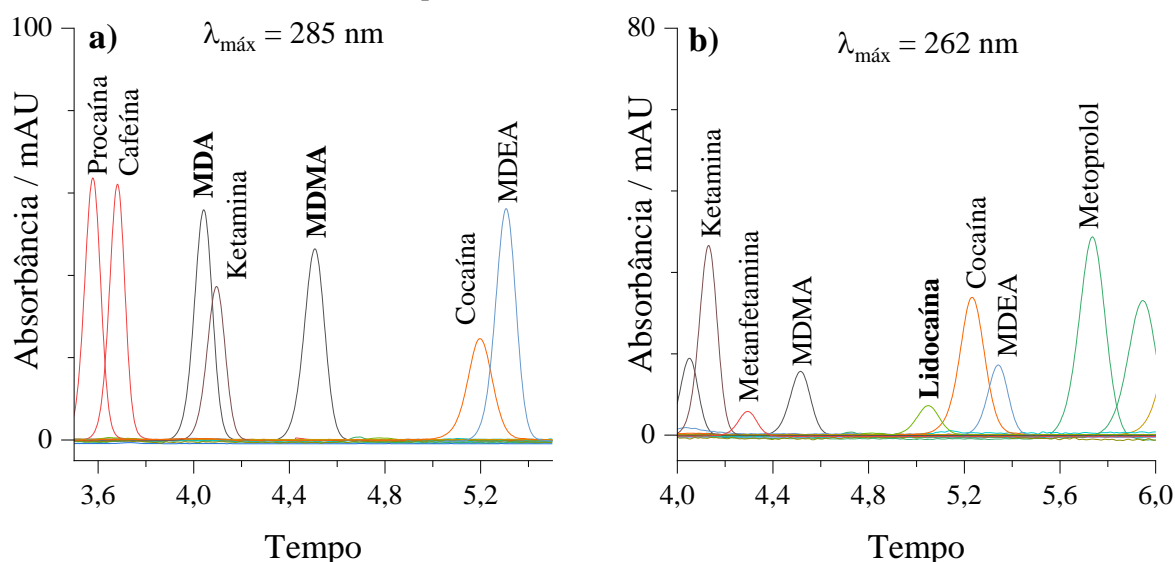 a)
λmáx = 285 nm
100
0
Absorbância / mAU
Procaína
Cafeína
MDA
Ketamina
MDMA
Cocaína
MDEA
3,6 4,0 4,4 4,8 5,2
Tempo
b)
λmáx = 262 nm
80
0
Absorbância / mAU
Ketamina
Metanfetamina
MDMA
Lidocaína
Cocaína
MDEA
Metoprolol
4,0 4,4 4,8 5,2 5,6 6,0
Tempo